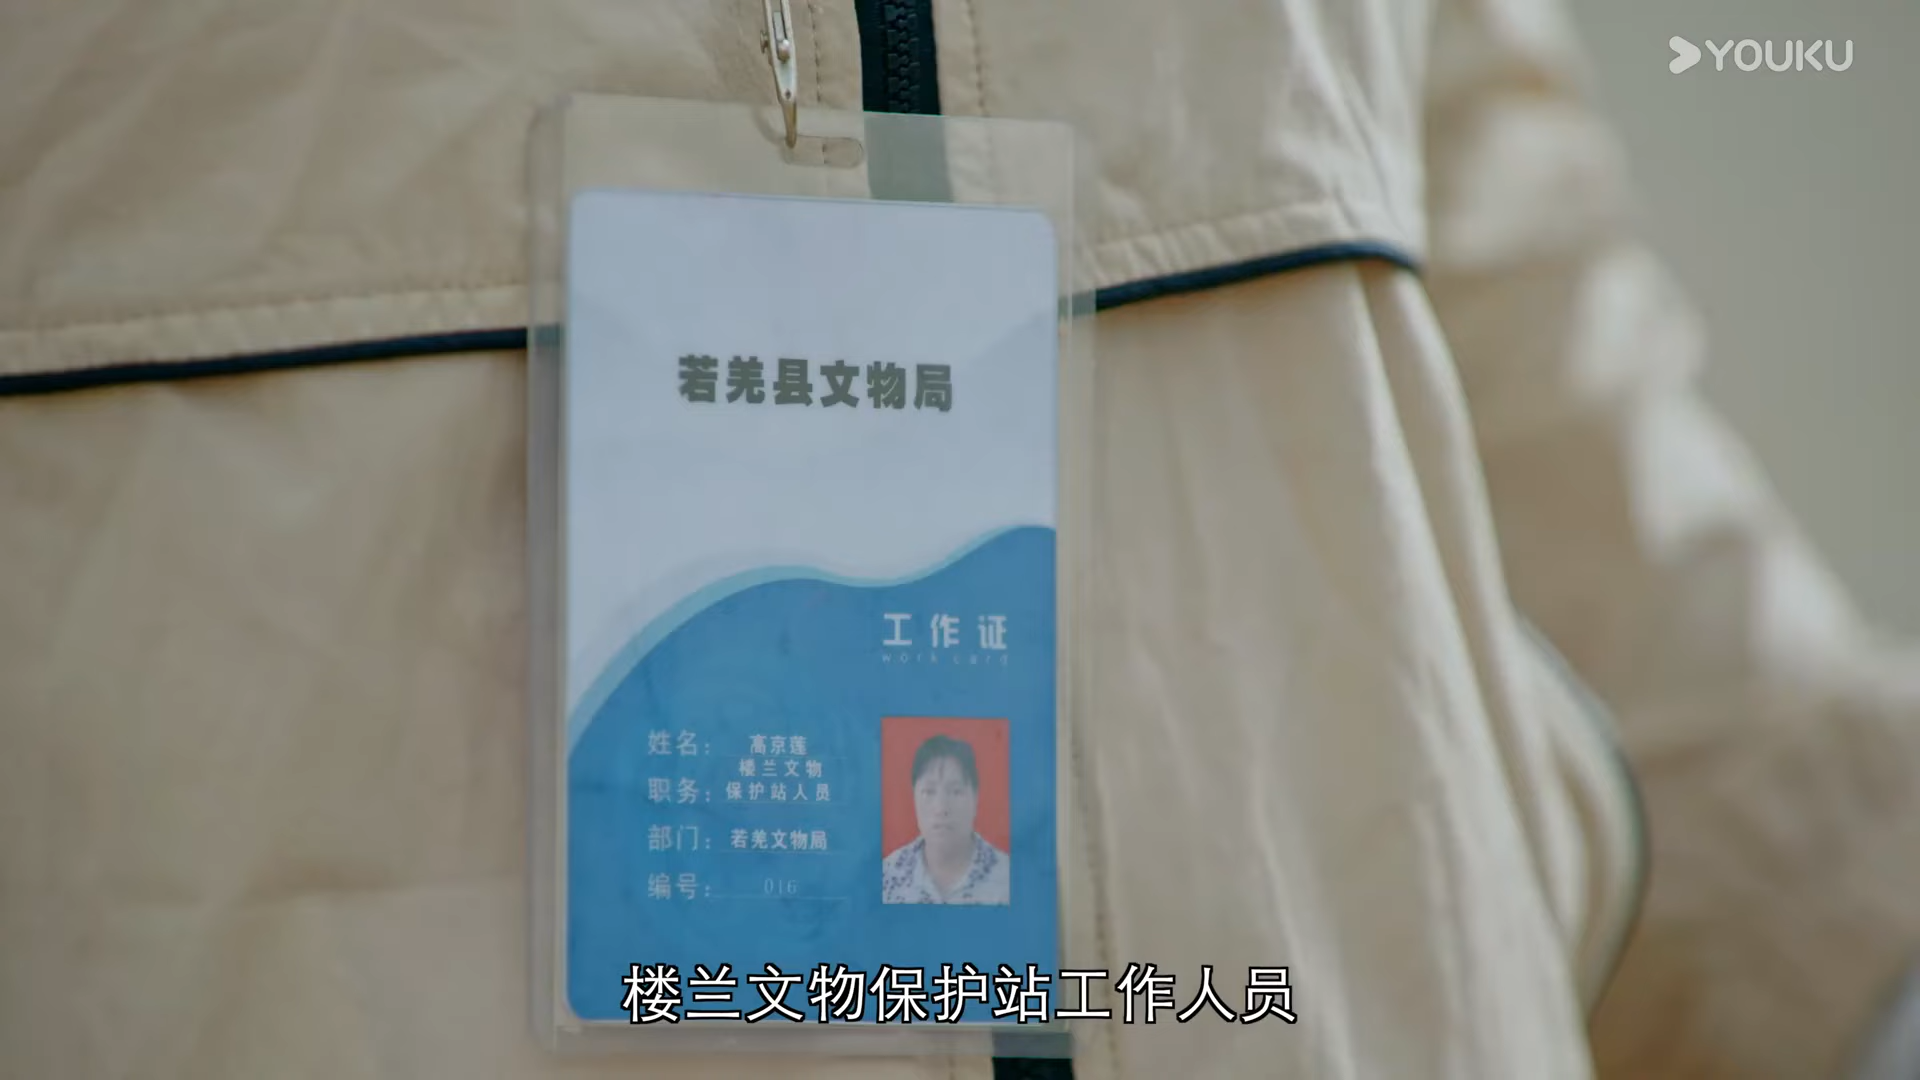 YOUKU
若羌县文物局
工作证
work card
姓名： 高京莲
楼兰文物
职务：保护站人员
部门：若羌文物局
编号： 016
楼兰文物保护站工作人员